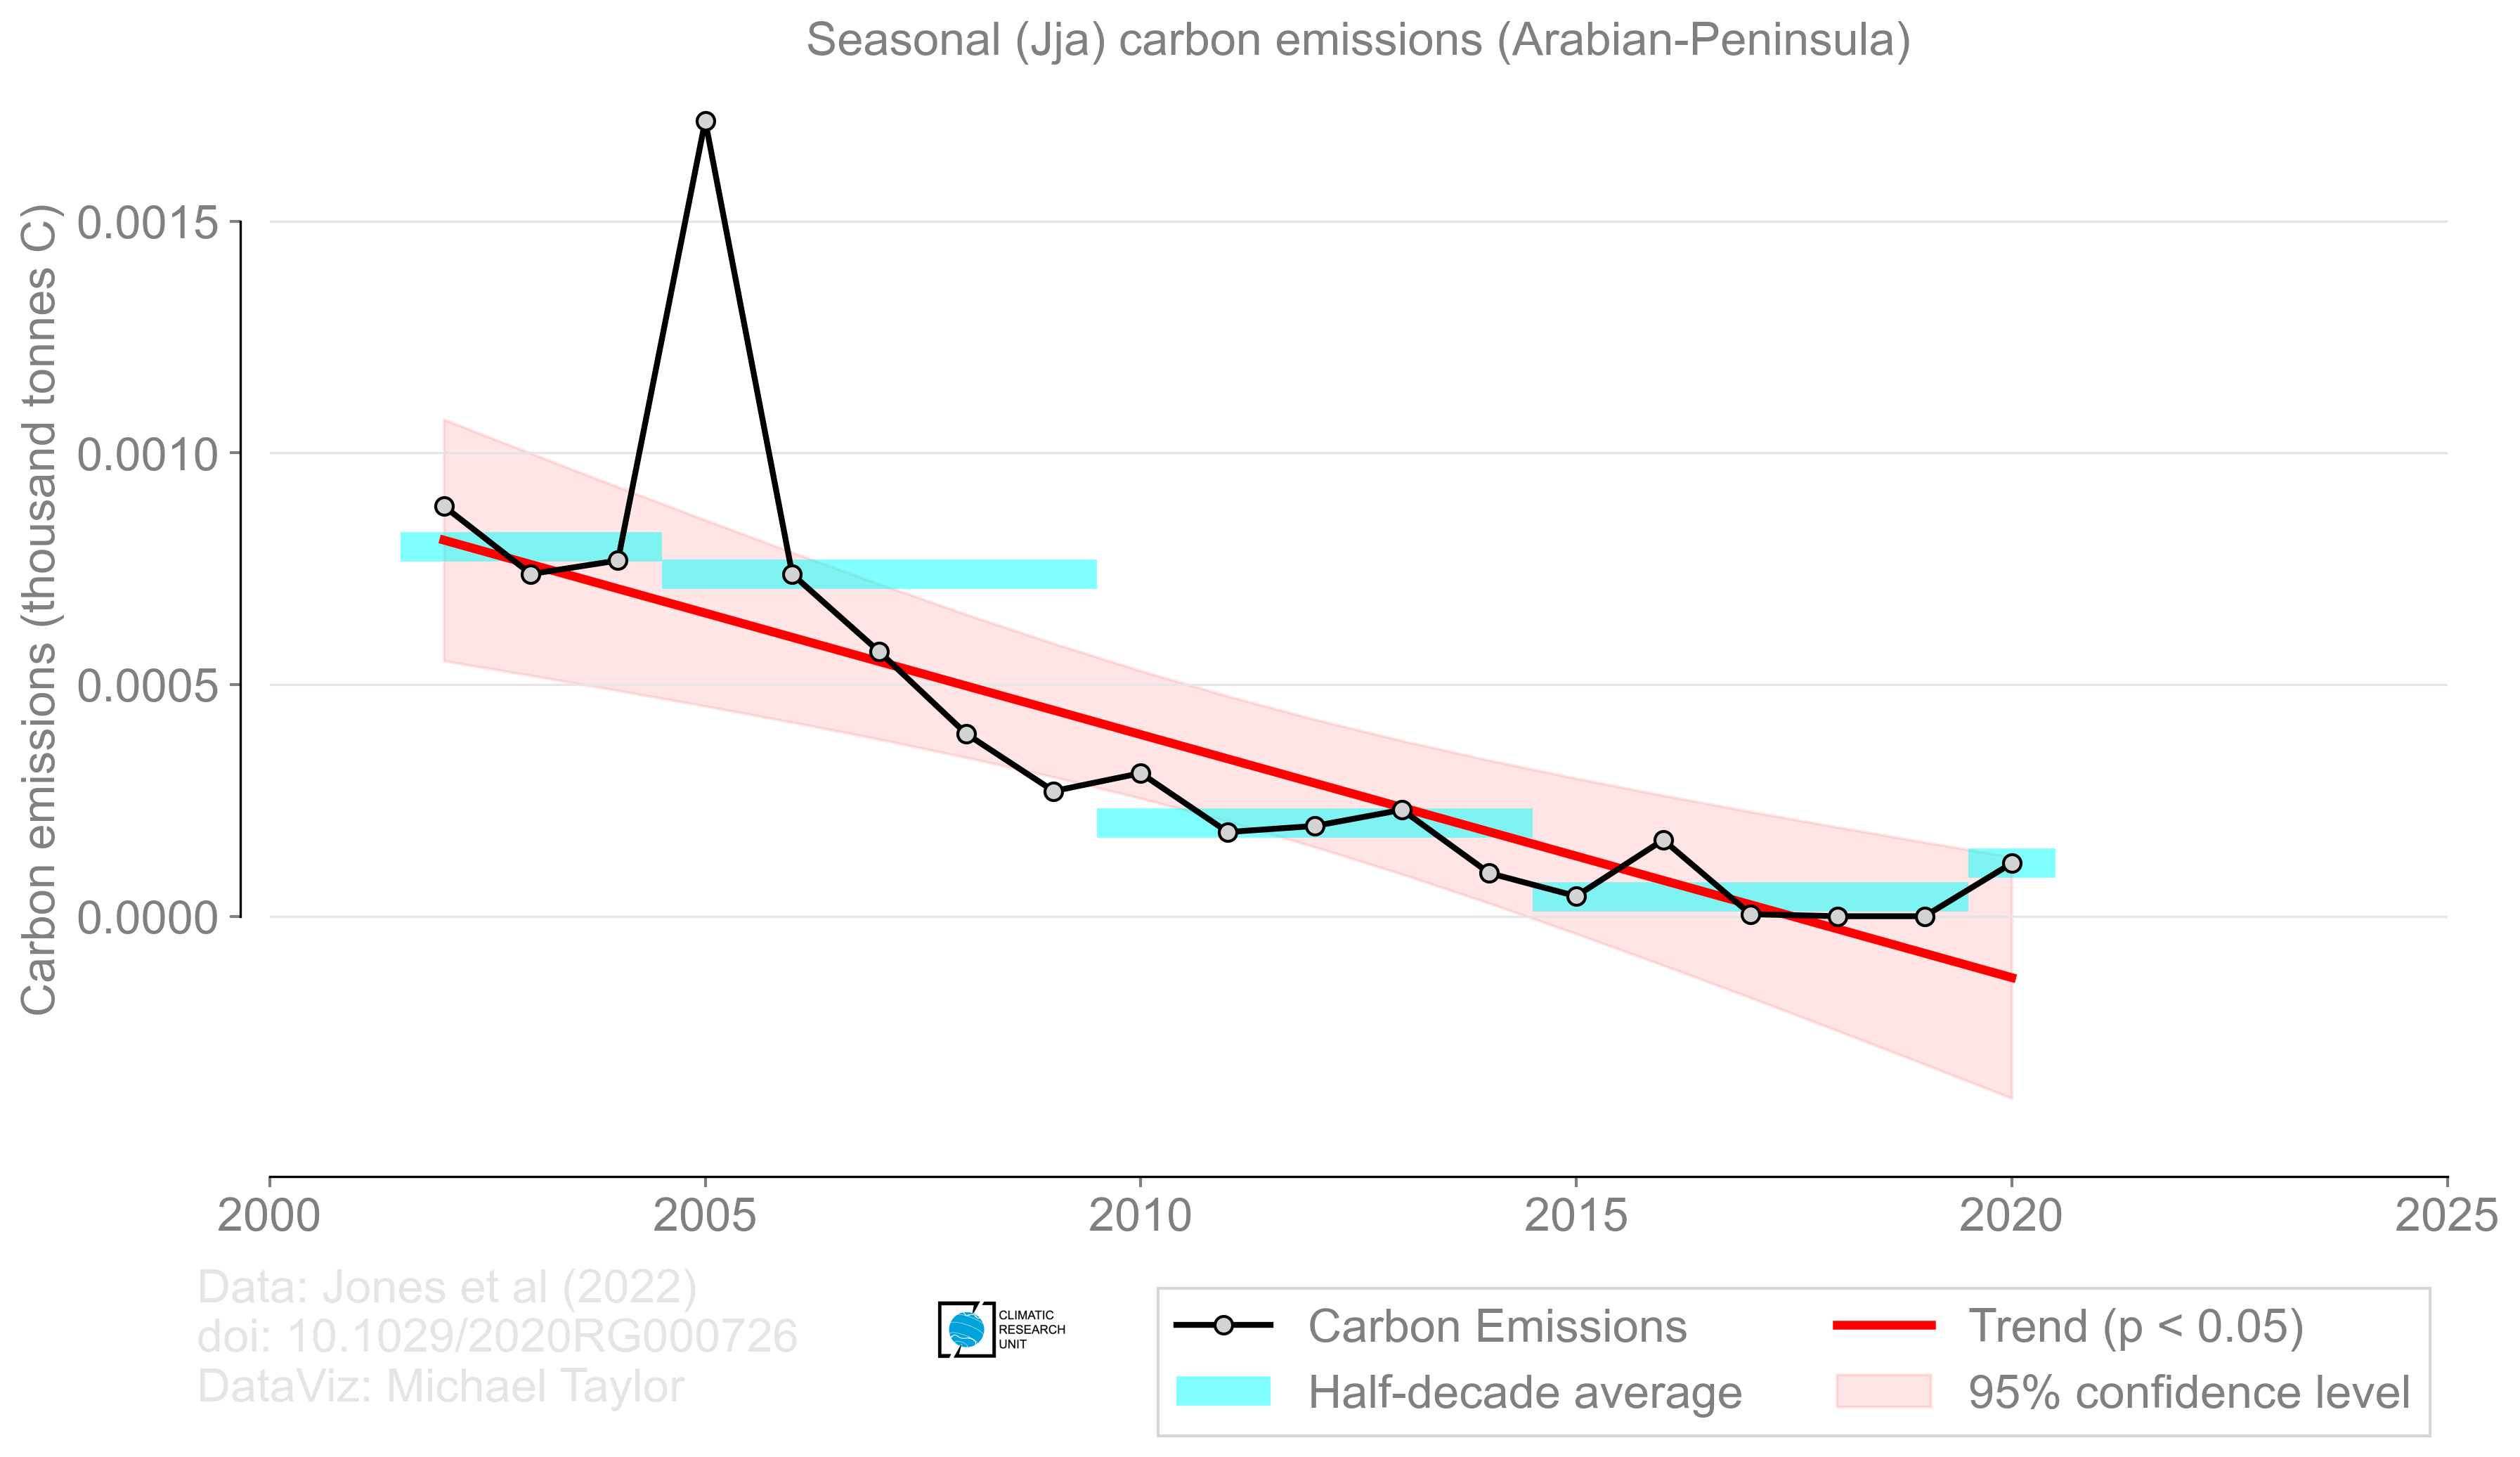 Seasonal (Jja) carbon emissions (Arabian-Peninsula)
Carbon emissions (thousand tonnes C)
0.0015
0.0010
0.0005
0.0000
2000
2005
2010
2015
2020
2025
Data: Jones et al (2022)
doi: 10.1029/2020RG000726
DataViz: Michael Taylor
CLIMATIC
RESEARCH
UNIT
Carbon Emissions
Half-decade average
Trend (p < 0.05)
95% confidence level